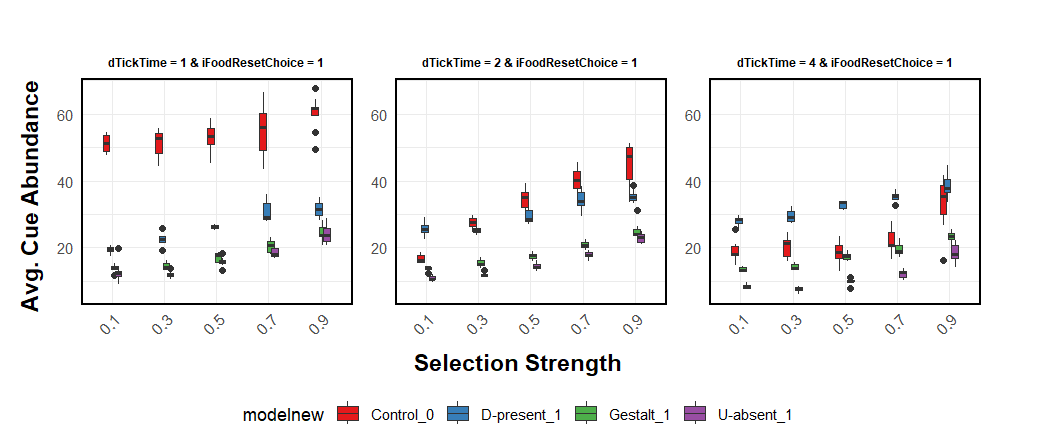 dTickTime = 1 & iFoodResetChoice = 1
dTickTime = 2 & iFoodResetChoice = 1
dTickTime = 4 & iFoodResetChoice = 1
Avg. Cue Abundance
60
40
20
60
40
20
60
40
20
0.1 0.3 0.5 0.7 0.9
0.1 0.3 0.5 0.7 0.9
0.1 0.3 0.5 0.7 0.9
Selection Strength
modelnew Control_0 D-present_1 Gestalt_1 U-absent_1